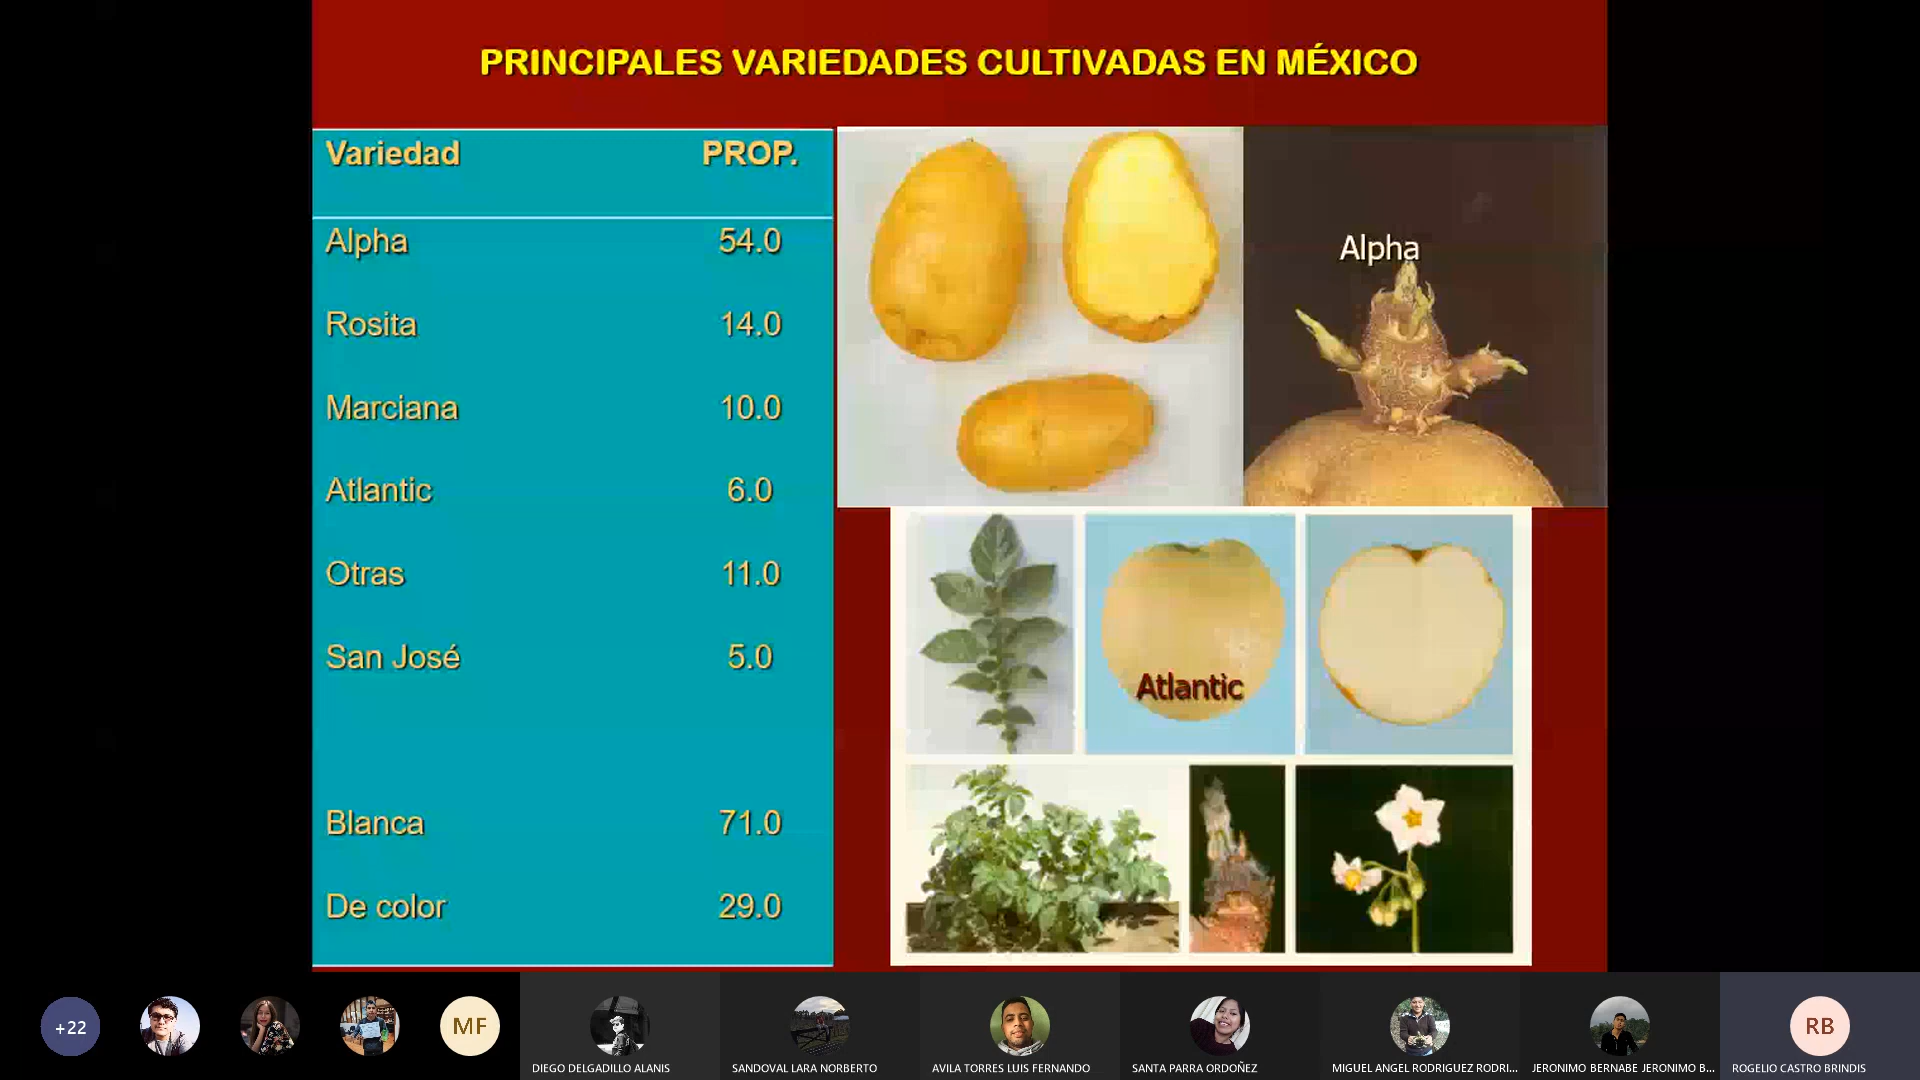 PRINCIPALES VARIEDADES CULTIVADAS EN MÉXICO
Variedad PROP.
Alpha 54.0
Rosita 14.0
Marciana 10.0
Atlantic 6.0
Otras 11.0
San José 5.0
Blanca 71.0
De color 29.0
Alpha
Atlantic
+22
MF
RB
DIEGO DELGADILLO ALANIS
SANDOVAL LARA NORBERTO
AVILA TORRES LUIS FERNANDO
SANTA PARRA ORDOÑEZ
MIGUEL ANGEL RODRIGUEZ RODRI...
JERONIMO BERNABE JERONIMO B...
ROGELIO CASTRO BRINDIS